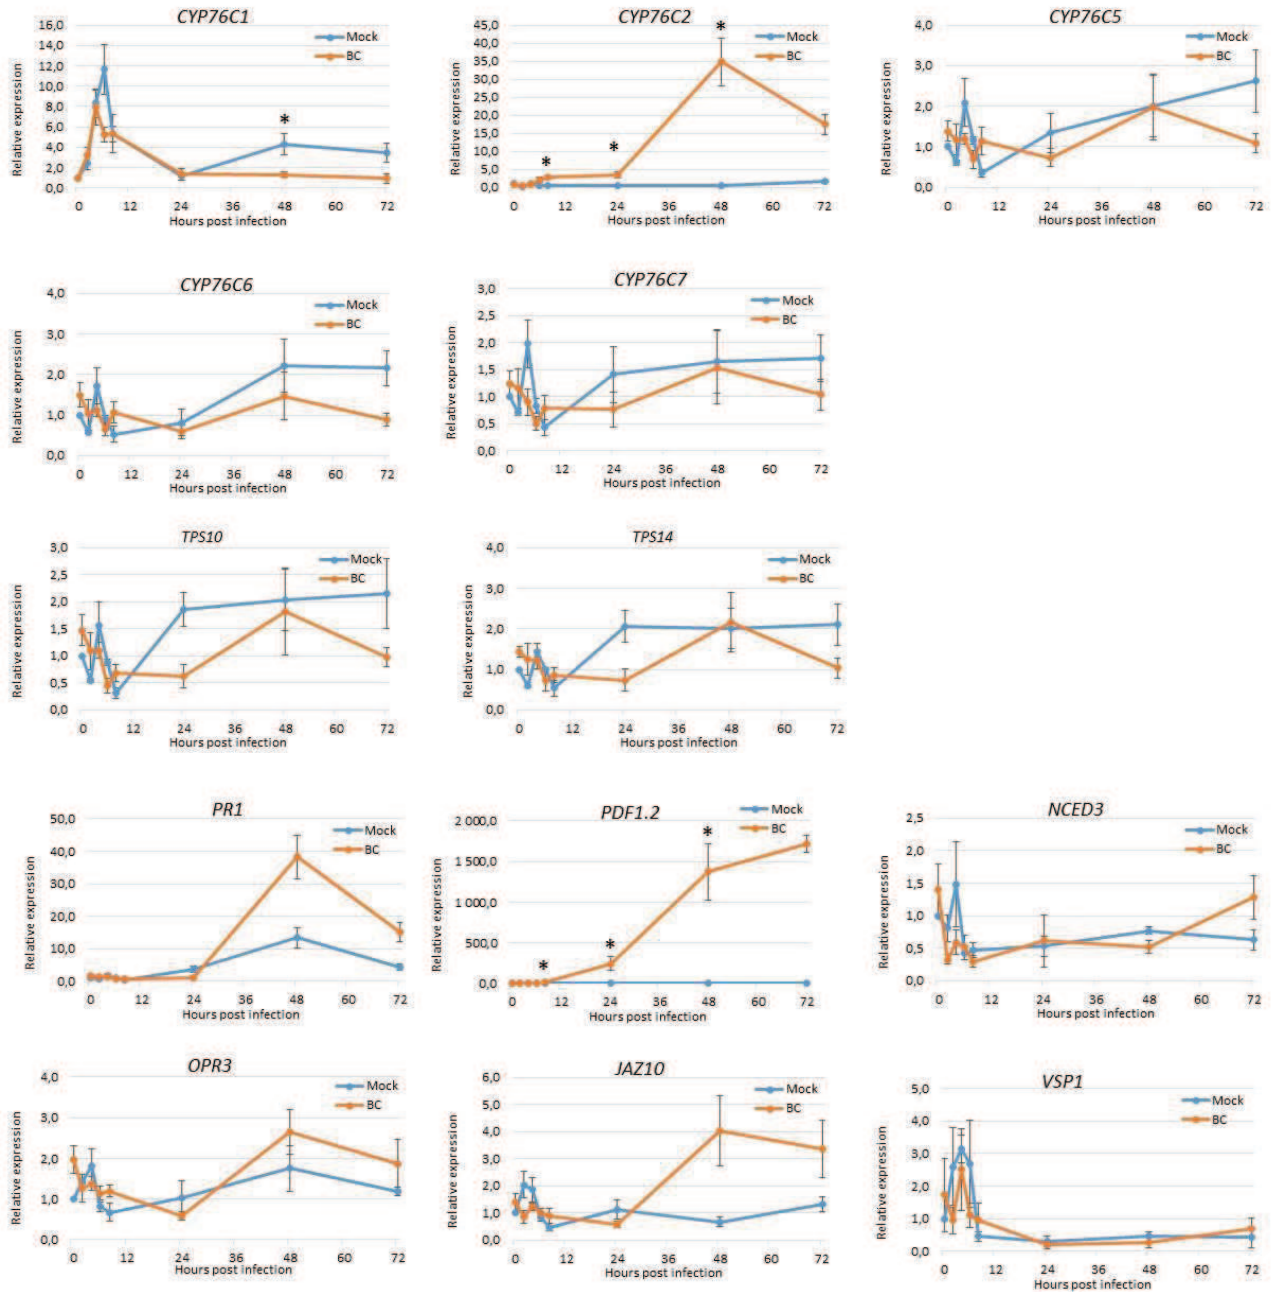 CYP76C1
Relative expression
16,0
14,0
12,0
10,0
8,0
6,0
4,0
2,0
0,0
Mock
BC
*
0 12 24 36 48 60 72
Hours post infection
CYP76C2
Relative expression
45,0
40,0
35,0
30,0
25,0
20,0
15,0
10,0
5,0
0,0
Mock
BC
*
*
*
0 12 24 36 48 60 72
Hours post infection
CYP76C5
Relative expression
4,0
3,0
2,0
1,0
0,0
Mock
BC
0 12 24 36 48 60 72
Hours post infection
CYP76C6
Relative expression
4,0
3,0
2,0
1,0
0,0
Mock
BC
0 12 24 36 48 60 72
Hours post infection
CYP76C7
Relative expression
3,0
2,5
2,0
1,5
1,0
0,5
0,0
Mock
BC
0 12 24 36 48 60 72
Hours post infection
TPS10
Relative expression
3,0
2,5
2,0
1,5
1,0
0,5
0,0
Mock
BC
0 12 24 36 48 60 72
Hours post infection
TPS14
Relative expression
4,0
3,0
2,0
1,0
0,0
Mock
BC
0 12 24 36 48 60 72
Hours post infection
PR1
Relative expression
50,0
40,0
30,0
20,0
10,0
0,0
Mock
BC
0 12 24 36 48 60 72
Hours post infection
PDF1.2
Relative expression
2 000,0
1 500,0
1 000,0
500,0
0,0
Mock
BC
*
*
*
0 12 24 36 48 60 72
Hours post infection
NCED3
Relative expression
2,5
2,0
1,5
1,0
0,5
0,0
Mock
BC
0 12 24 36 48 60 72
Hours post infection
OPR3
Relative expression
4,0
3,0
2,0
1,0
0,0
Mock
BC
0 12 24 36 48 60 72
Hours post infection
JAZ10
Relative expression
6,0
5,0
4,0
3,0
2,0
1,0
0,0
Mock
BC
0 12 24 36 48 60 72
Hours post infection
VSP1
Relative expression
5,0
4,0
3,0
2,0
1,0
0,0
Mock
BC
0 12 24 36 48 60 72
Hours post infection